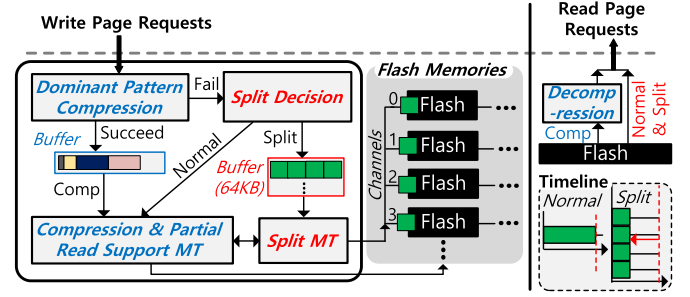 Write Page Requests
Read Page
Requests
Dominant Pattern
Compression
Fail
Split Decision
Flash Memories
Buffer
Succeed
Normal
Split
Buffer
(64KB)
Comp
Compression & Partial
Read Support MT
Split MT
Channels
0
Flash
1
Flash
2
Flash
3
Flash
Decomp
-ression
Comp
Normal
& Split
Flash
Timeline
Normal
Split